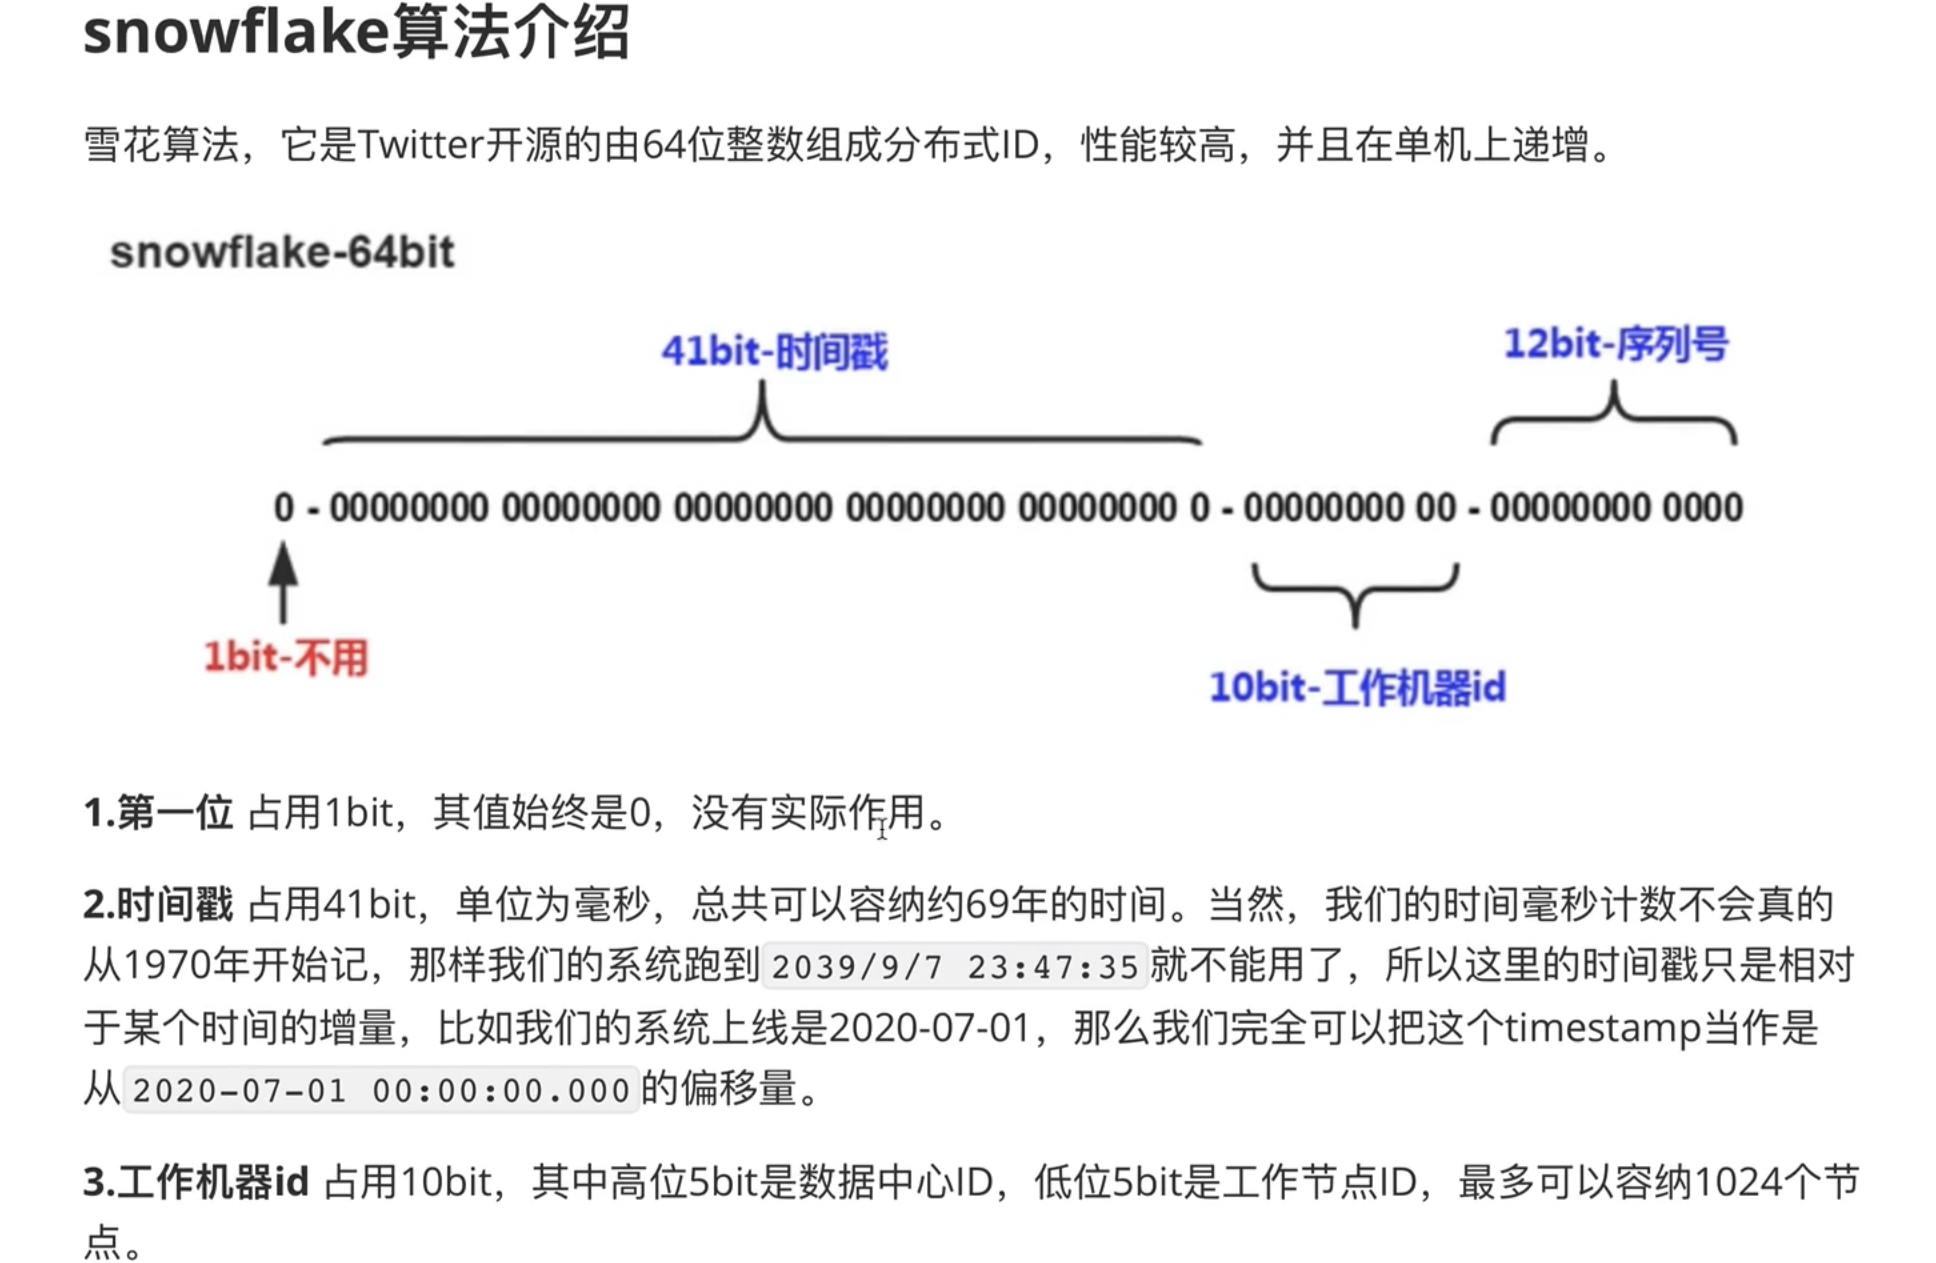 snowflake算法介绍
雪花算法，它是Twitter开源的由64位整数组成分布式ID，性能较高，并且在单机上递增。
snowflake-64bit
41bit-时间戳
12bit-序列号
0 - 00000000 00000000 00000000 00000000 00000000 0 - 00000000 00 - 00000000 0000
1bit-不用
10bit-工作机器id
1.第一位 占用1bit，其值始终是0，没有实际作用。
2.时间戳 占用41bit，单位为毫秒，总共可以容纳约69年的时间。当然，我们的时间毫秒计数不会真的
从1970年开始记，那样我们的系统跑到 2039/9/7 23:47:35 就不能用了，所以这里的时间戳只是相对
于某个时间的增量，比如我们的系统上线是2020-07-01，那么我们完全可以把这个timestamp当作是
从 2020-07-01 00:00:00.000 的偏移量。
3.工作机器id 占用10bit，其中高位5bit是数据中心ID，低位5bit是工作节点ID，最多可以容纳1024个节
点。